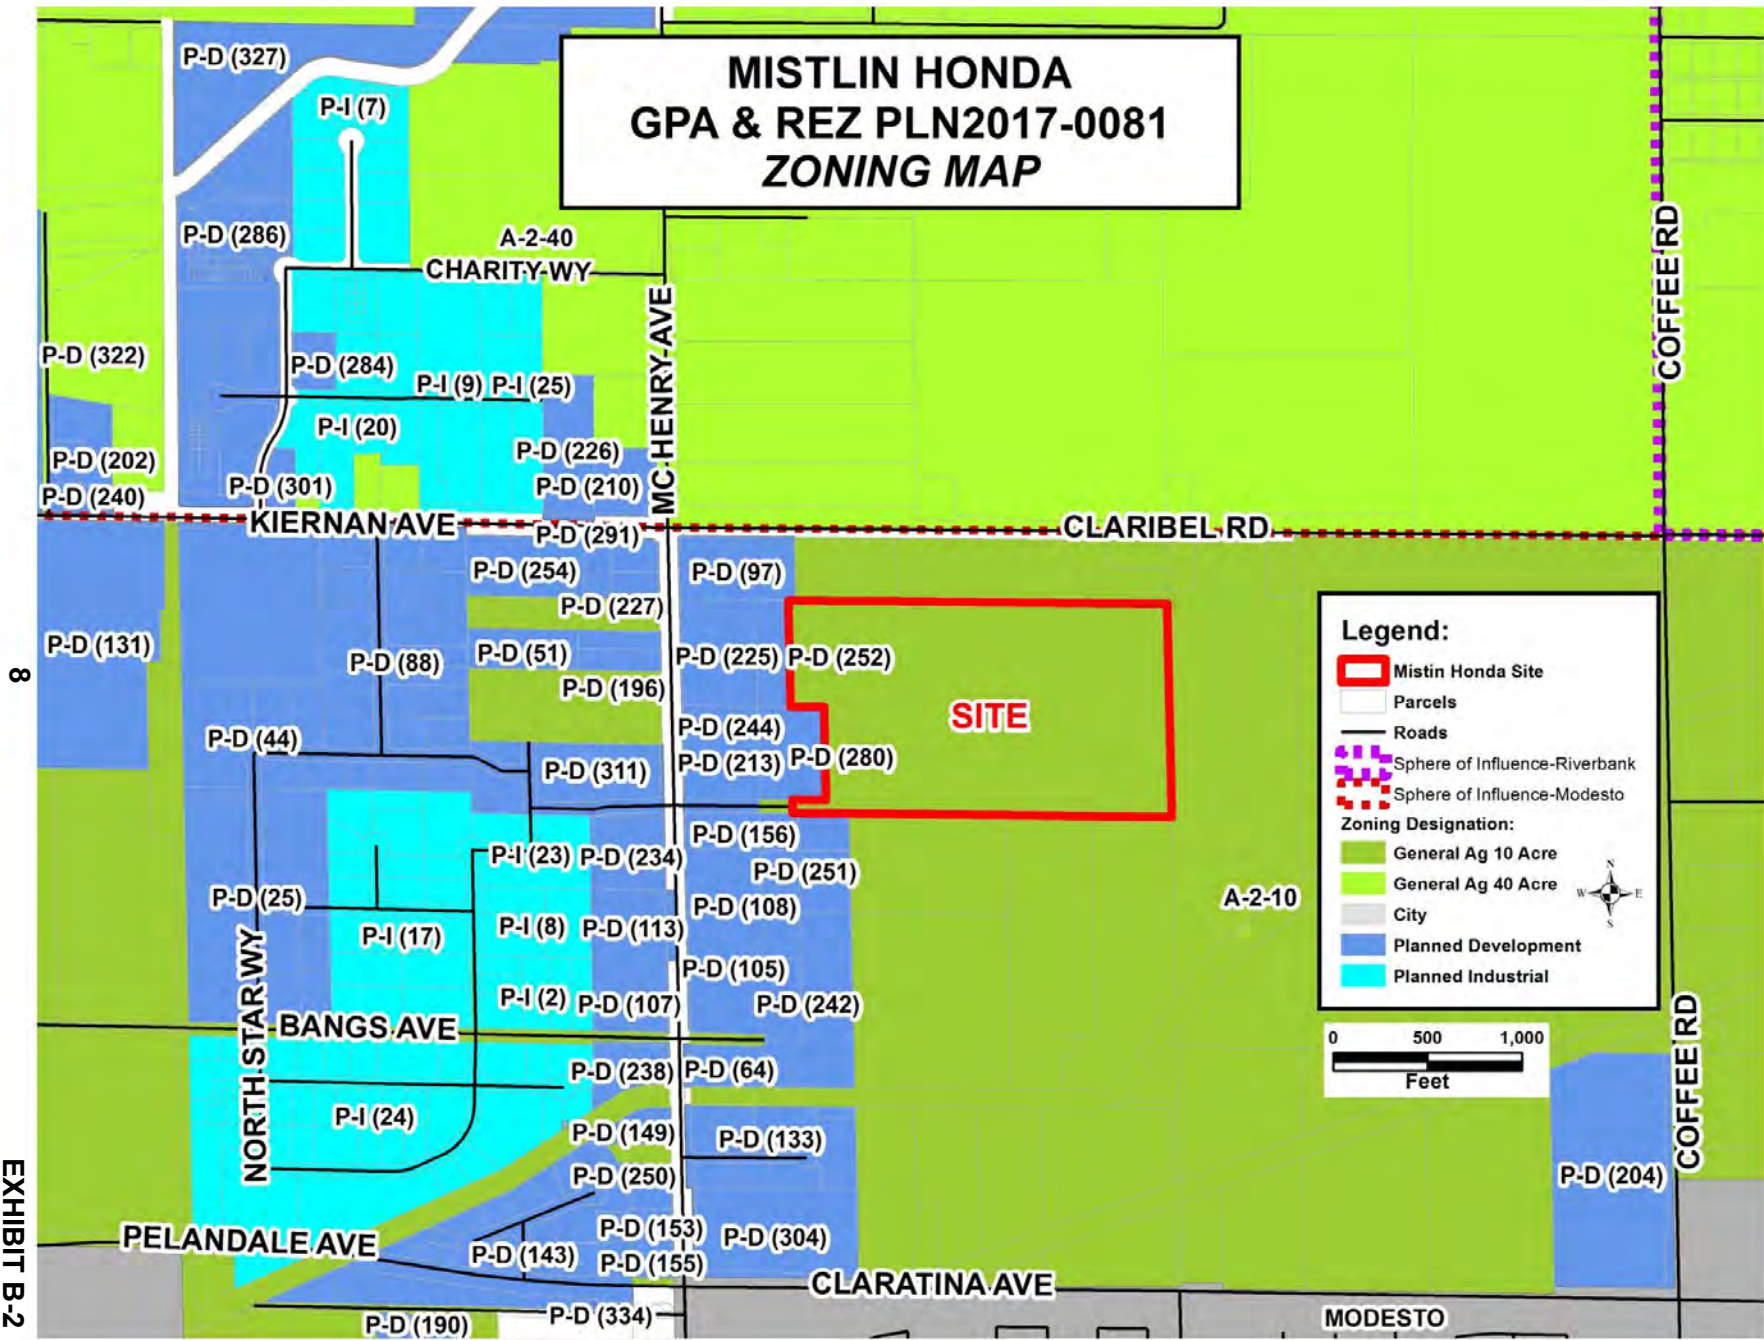 MISTLIN HONDA
GPA & REZ PLN2017-0081
ZONING MAP
P-D (327)
P-I (7)
P-D (286)
A-2-40
CHARITY WY
COFFEE RD
MC HENRY AVE
P-D (322)
P-D (284)
P-I (9)
P-I (25)
P-I (20)
P-D (226)
P-D (202)
P-D (301)
P-D (210)
P-D (240)
KIERNAN AVE
CLARIBEL RD
P-D (291)
P-D (254)
P-D (97)
P-D (227)
P-D (131)
P-D (88)
P-D (51)
P-D (225)
P-D (252)
P-D (196)
SITE
P-D (44)
P-D (244)
P-D (311)
P-D (213)
P-D (280)
P-D (156)
P-I (23)
P-D (234)
P-D (251)
P-D (25)
P-D (108)
A-2-10
P-I (17)
P-I (8)
P-D (113)
P-D (105)
P-I (2)
P-D (107)
P-D (242)
NORTH STAR WY
BANGS AVE
P-D (238)
P-D (64)
P-I (24)
P-D (149)
P-D (133)
P-D (250)
P-D (204)
COFFEE RD
PELANDALE AVE
P-D (143)
P-D (153)
P-D (304)
P-D (155)
CLARATINA AVE
P-D (190)
P-D (334)
MODESTO
Legend:
Mistin Honda Site
Parcels
Roads
Sphere of Influence-Riverbank
Sphere of Influence-Modesto
Zoning Designation:
General Ag 10 Acre
General Ag 40 Acre
City
Planned Development
Planned Industrial
N
W
E
S
0 500 1,000
Feet
8
EXHIBIT B-2